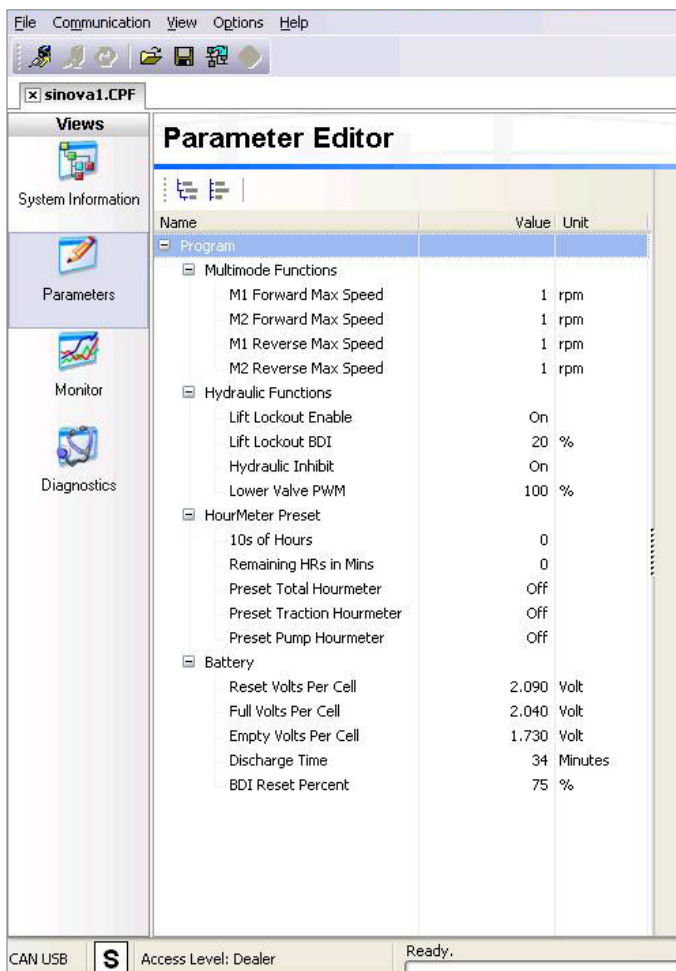 File Communication View Options Help
sinova1.CPF
Views
System Information
Parameters
Monitor
Diagnostics
Parameter Editor
Name Value Unit
Program
Multimode Functions
M1 Forward Max Speed 1 rpm
M2 Forward Max Speed 1 rpm
M1 Reverse Max Speed 1 rpm
M2 Reverse Max Speed 1 rpm
Hydraulic Functions
Lift Lockout Enable On
Lift Lockout BDI 20 %
Hydraulic Inhibit On
Lower Valve PWM 100 %
HourMeter Preset
10s of Hours 0
Remaining HRs in Mins 0
Preset Total Hourmeter Off
Preset Traction Hourmeter Off
Preset Pump Hourmeter Off
Battery
Reset Volts Per Cell 2.090 Volt
Full Volts Per Cell 2.040 Volt
Empty Volts Per Cell 1.730 Volt
Discharge Time 34 Minutes
BDI Reset Percent 75 %
CAN USB S Access Level: Dealer Ready.